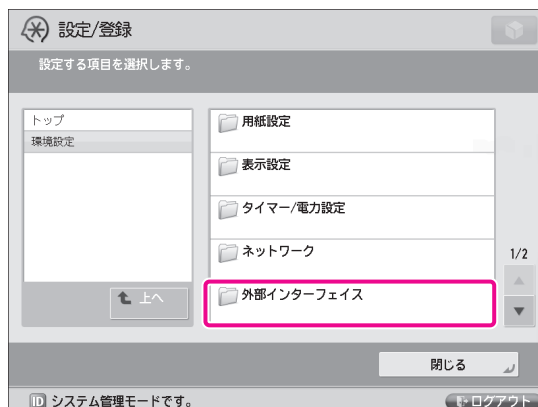 設定/登録
設定する項目を選択します。
トップ
環境設定
上へ
用紙設定
表示設定
タイマー/電力設定
ネットワーク
外部インターフェイス
1/2
閉じる
ID システム管理モードです。
ログアウト